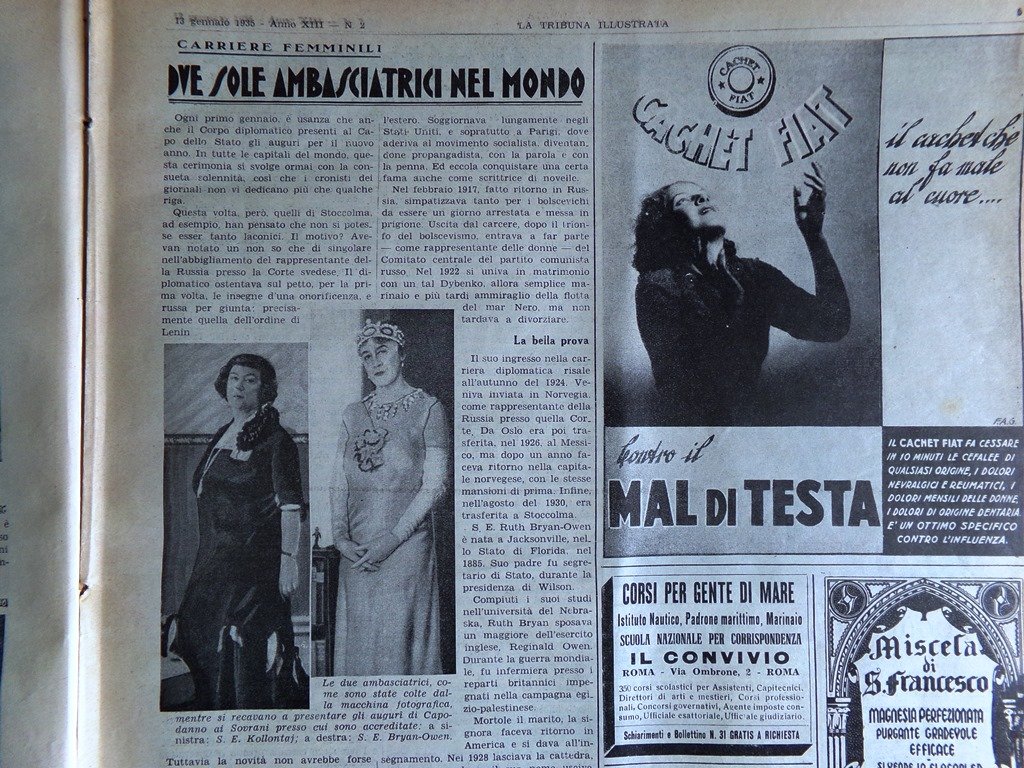 13 gennaio 1935 - Anno XIII - N 2
LA TRIBUNA ILLUSTRATA
5
CARRIERE FEMMINILI
DUE SOLE AMBASCIATRICI NEL MONDO
Ogni primo gennaio, è usanza che an-
che il Corpo diplomatico presenti al Ca-
po dello Stato gli auguri per il nuovo
anno. In tutte le capitali del mondo, que-
sta cerimonia si svolge ormai con la con-
sueta solennità, così che i cronisti dei
giornali non vi dedicano più che qualche
riga.
Questa volta, però, quelli di Stoccolma,
ad esempio, han pensato che non si potes-
se esser tanto laconici. Il motivo? Ave-
van notato un non so che di singolare
nell'abbigliamento del rappresentante del-
la Russia presso la Corte svedese. Il di-
plomatico ostentava sul petto, per la pri-
ma volta, le insegne d'una onorificenza, e
russa per giunta: precisa-
mente quella dell'ordine di
Lenin
Le due ambasciatrici, co-
me sono state colte dal-
la macchina fotografica,
mentre si recavano a presentare gli auguri di Capo-
danno ai Sovrani presso cui sono accreditate: a si-
nistra: S. E. Kollontaj; a destra: S. E. Bryan-Owen.
Tuttavia la novità non avrebbe forse
l'estero. Soggiornava lungamente negli
Stati Uniti, e sopratutto a Parigi, dove
aderiva al movimento socialista, diventan-
done propagandista, con la parola e con
la penna. Ed eccola conquistare una certa
fama anche come scrittrice di novelle.
Nel febbraio 1917, fatto ritorno in Rus-
sia, simpatizzava tanto per i bolscevichi
da essere un giorno arrestata e messa in
prigione. Uscita dal carcere, dopo il trion-
fo del bolscevismo, entrava a far parte
— come rappresentante delle donne — del
Comitato centrale del partito comunista
russo. Nel 1922 si univa in matrimonio
con un tal Dybenko, allora semplice ma-
rinaio e più tardi ammiraglio della flotta
del mar Nero, ma non
tardava a divorziare.
La bella prova
Il suo ingresso nella car-
riera diplomatica risale
all'autunno del 1924. Ve-
niva inviata in Norvegia,
come rappresentante della
Russia presso quella Cor-
te. Da Oslo era poi tra-
sferita, nel 1926, al Messi-
co, ma dopo un anno fa-
ceva ritorno nella capita-
le norvegese, con le stesse
mansioni di prima. Infine,
nell'agosto del 1930, era
trasferita a Stoccolma.
S. E. Ruth Bryan-Owen
è nata a Jacksonville, nel-
lo Stato di Florida, nel
1885. Suo padre fu segre-
tario di Stato, durante la
presidenza di Wilson.
Compiuti i suoi studi
nell'università del Nebra-
ska, Ruth Bryan sposava
un maggiore dell'esercito
inglese, Reginald Owen.
Durante la guerra mondia-
le, fu infermiera presso i
reparti britannici impe-
gnati nella campagna egi-
zio-palestinese.
Mortole il marito, la si-
gnora faceva ritorno in
America e si dava all'in-
segnamento. Nel 1928 lasciava la cattedra,
CACHET
FIAT
CACHET FIAT
il cachet che
non fa male
al cuore....
F.A.G.
Contro il
MAL DI TESTA
IL CACHET FIAT FA CESSARE
IN 10 MINUTI LE CEFALEE DI
QUALSIASI ORIGINE, I DOLORI
NEVRALGICI E REUMATICI, I
DOLORI MENSILI DELLE DONNE,
I DOLORI DI ORIGINE DENTARIA
E' UN OTTIMO SPECIFICO
CONTRO L'INFLUENZA.
CORSI PER GENTE DI MARE
Istituto Nautico, Padrone marittimo, Marinaio
SCUOLA NAZIONALE PER CORRISPONDENZA
IL CONVIVIO
ROMA - Via Ombrone, 2 - ROMA
350 corsi scolastici per Assistenti, Capitecnici,
Direttori di arti e mestieri, Corsi professio-
nali, Concorsi governativi, Agente imposte con-
sumo, Ufficiale esattoriale, Ufficiale giudiziario.
Schiarimenti e Bollettino N. 31 GRATIS A RICHIESTA
Miscela
di
S. Francesco
MAGNESIA PERFEZIONATA
PURGANTE GRADEVOLE
EFFICACE